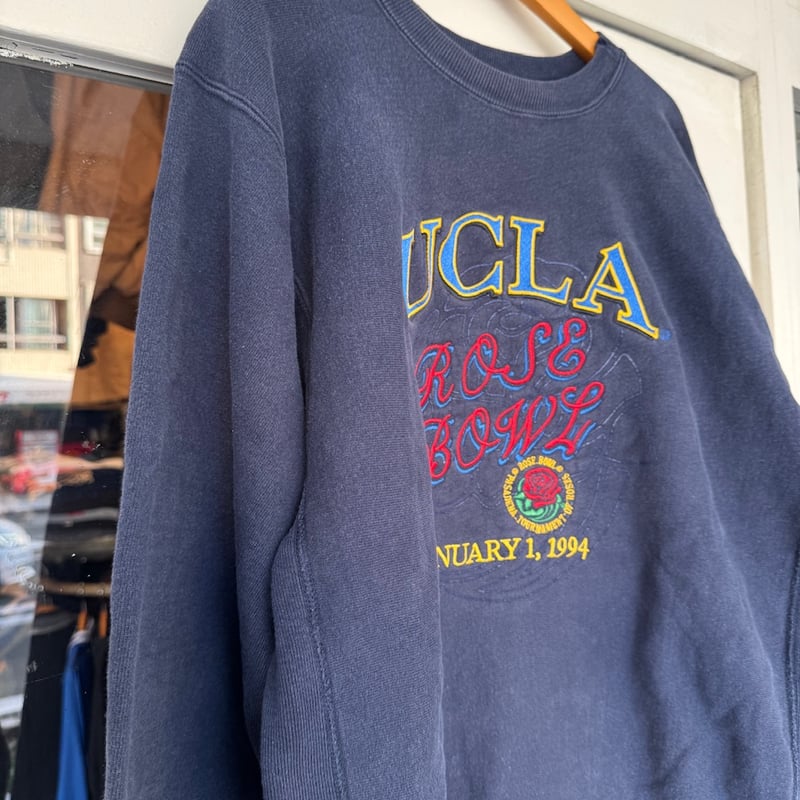 UCLA
ROSE
BOWL
ROSE BOWL
PASADENA TOURNAMENT OF ROSES
NUARY 1, 1994